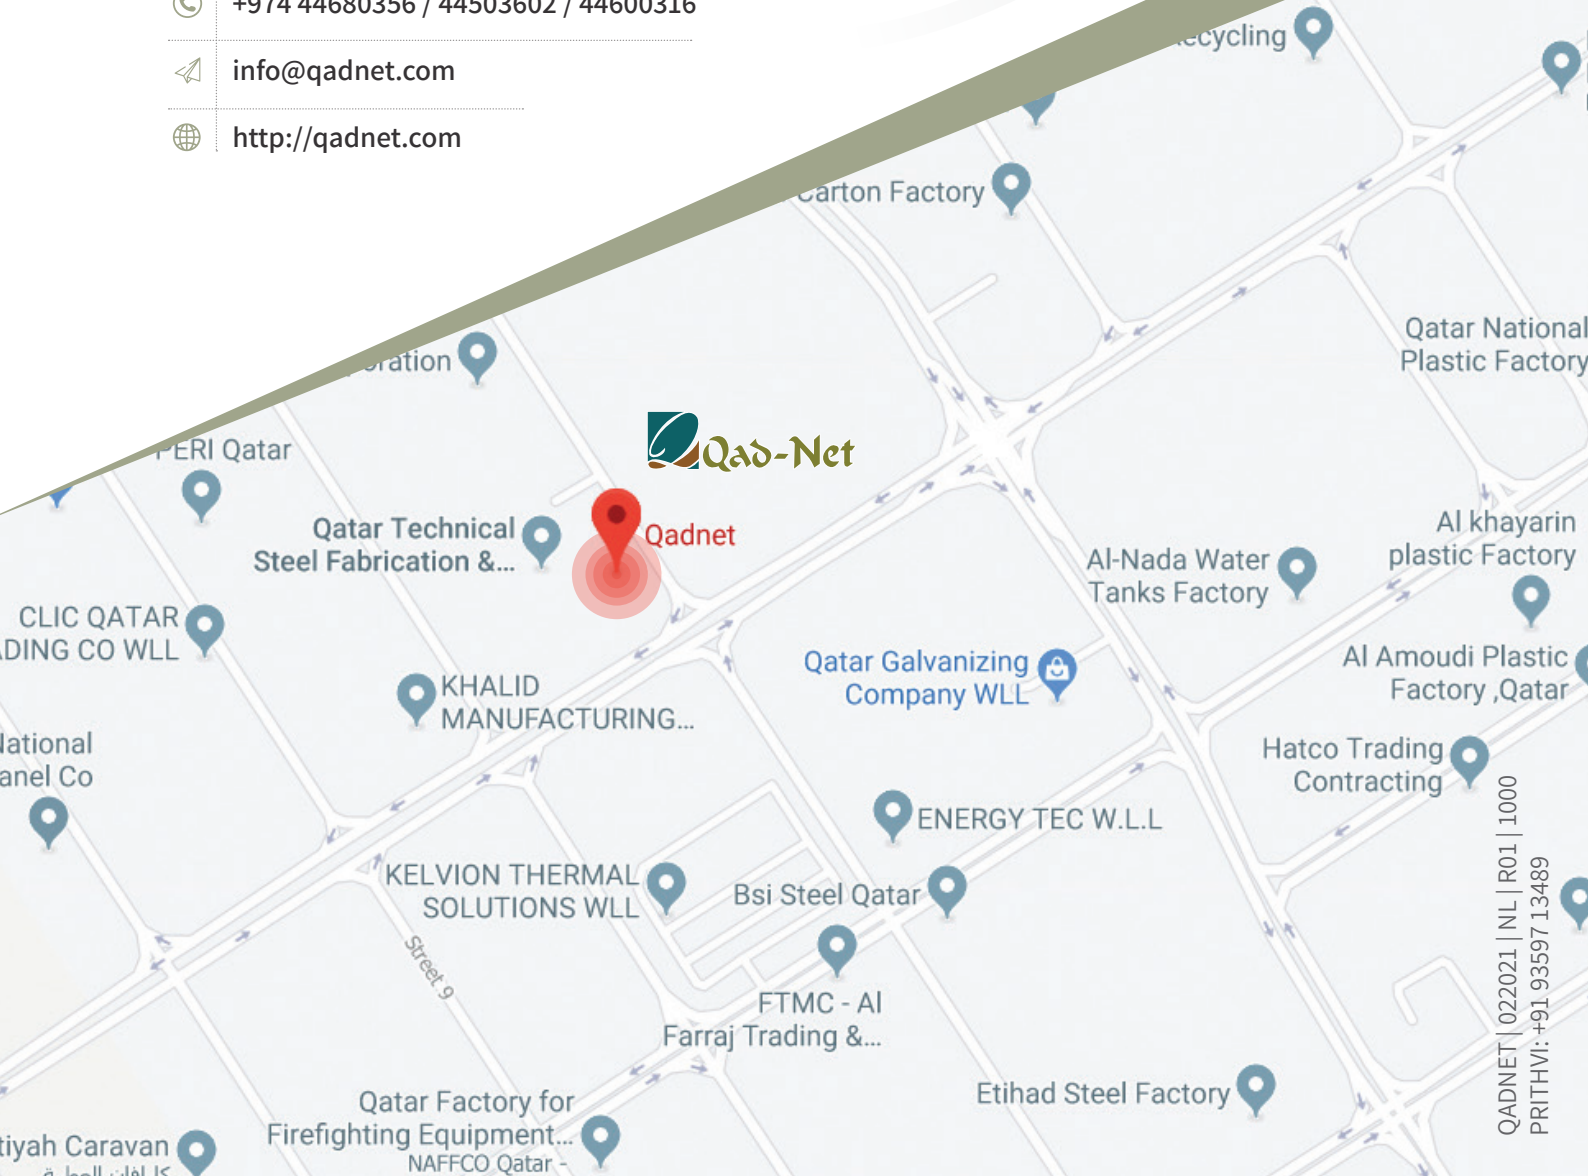 +974 44680356 / 44503602 / 44600316
info@qadnet.com
http://qadnet.com
Carton Factory
Qatar National
Plastic Factory
PERI Qatar
Qad-Net
Qadnet
Qatar Technical
Steel Fabrication &...
Al khayarin
plastic Factory
Al-Nada Water
Tanks Factory
CLIC QATAR
CO WLL
Qatar Galvanizing
Company WLL
Al Amoudi Plastic
Factory ,Qatar
KHALID
MANUFACTURING...
Hatco Trading
Contracting
Co
ENERGY TEC W.L.L
KELVION THERMAL
SOLUTIONS WLL
Bsi Steel Qatar
Street 9
FTMC - Al
Farraj Trading &...
Etihad Steel Factory
Qatar Factory for
Firefighting Equipment...
NAFFCO Qatar -
Caravan
QADNET | 022021 | NL | R01 | 1000
PRITHVI: +91 93597 13489